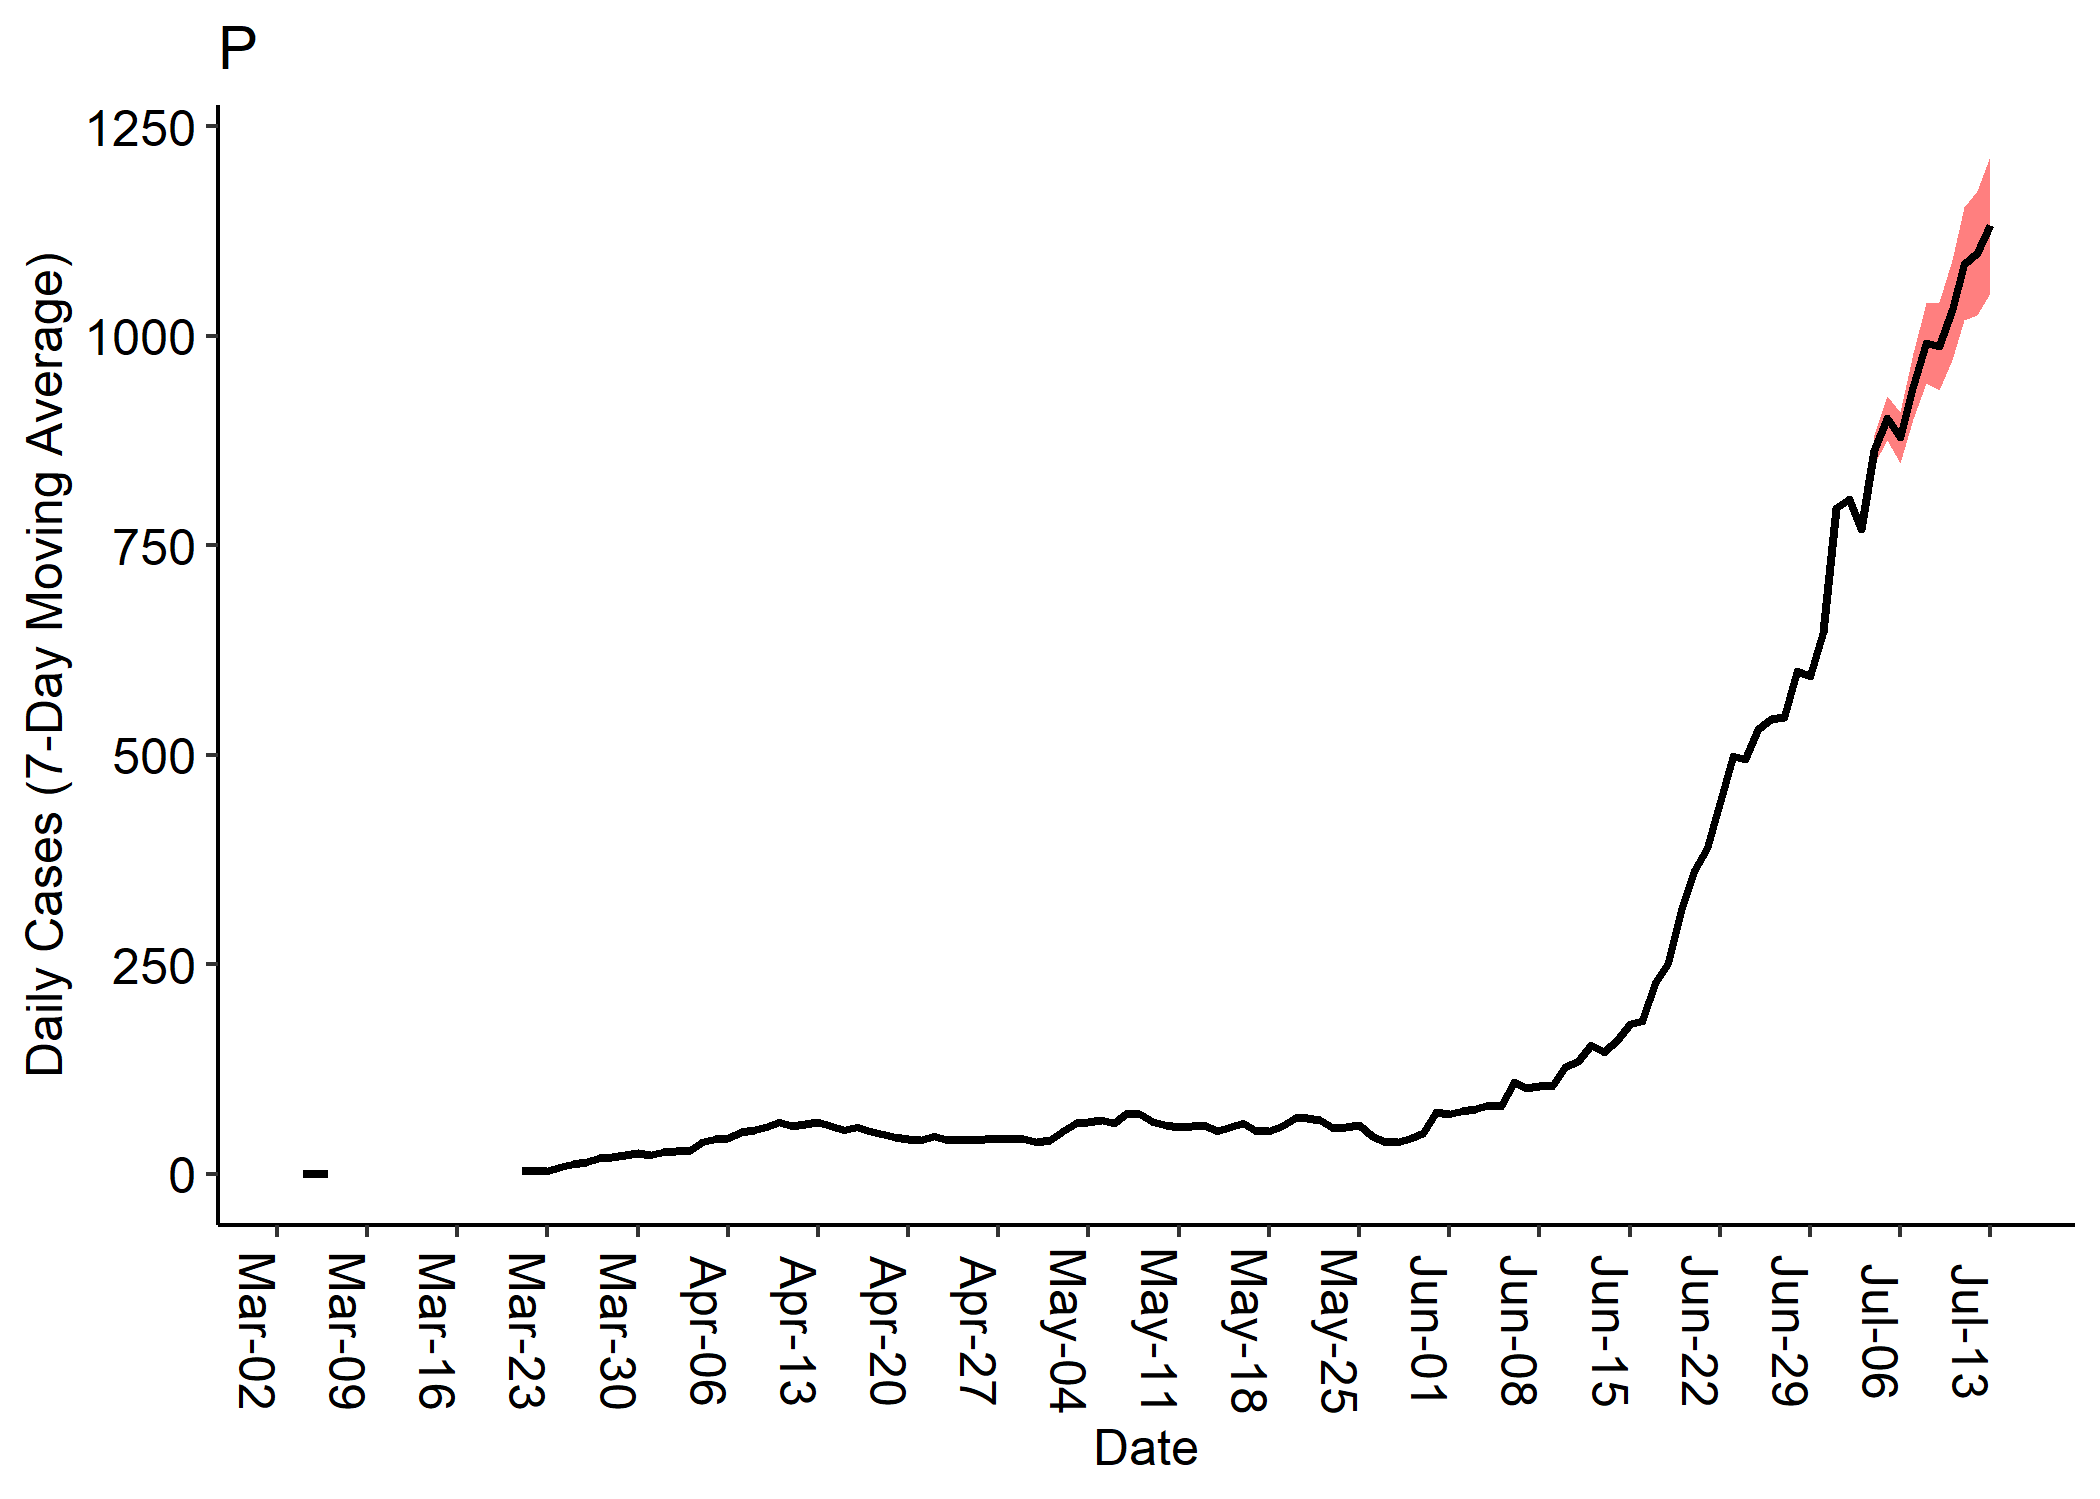 P
Daily Cases (7-Day Moving Average)
1250
1000
750
500
250
0
Mar-02
Mar-09
Mar-16
Mar-23
Mar-30
Apr-06
Apr-13
Apr-20
Apr-27
May-04
May-11
May-18
May-25
Jun-01
Jun-08
Jun-15
Jun-22
Jun-29
Jul-06
Jul-13
Date